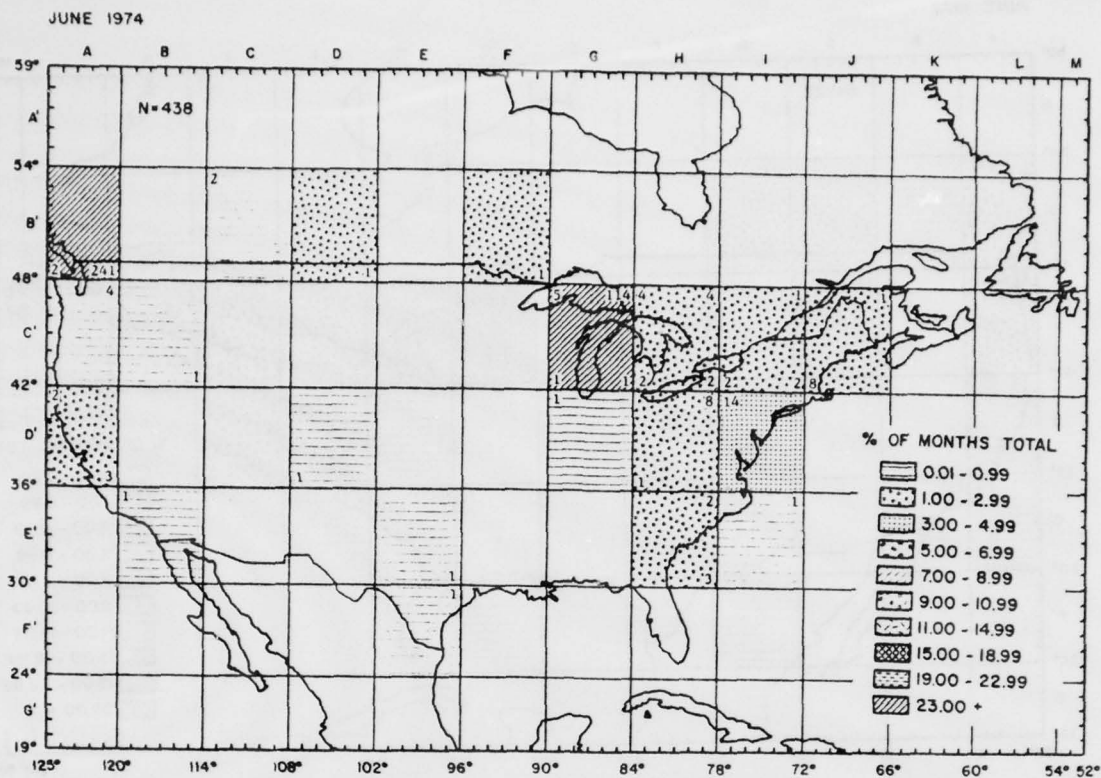 JUNE 1974
A B C D E F G H I J K L M
59°
A'
N=438
54°
2
B'
2 241 1 1
48°
4 5 114 4 4 1 1
C'
1 1 1 2 2 2 2 8
42°
2 1 8 14
D'
3 1 1
36°
1 2 1
E'
1 3
30°
1
F'
24°
G'
19°
125° 120° 114° 108° 102° 96° 90° 84° 78° 72° 66° 60° 54° 52°
% OF MONTHS TOTAL
0.01 - 0.99
1.00 - 2.99
3.00 - 4.99
5.00 - 6.99
7.00 - 8.99
9.00 - 10.99
11.00 - 14.99
15.00 - 18.99
19.00 - 22.99
23.00 +